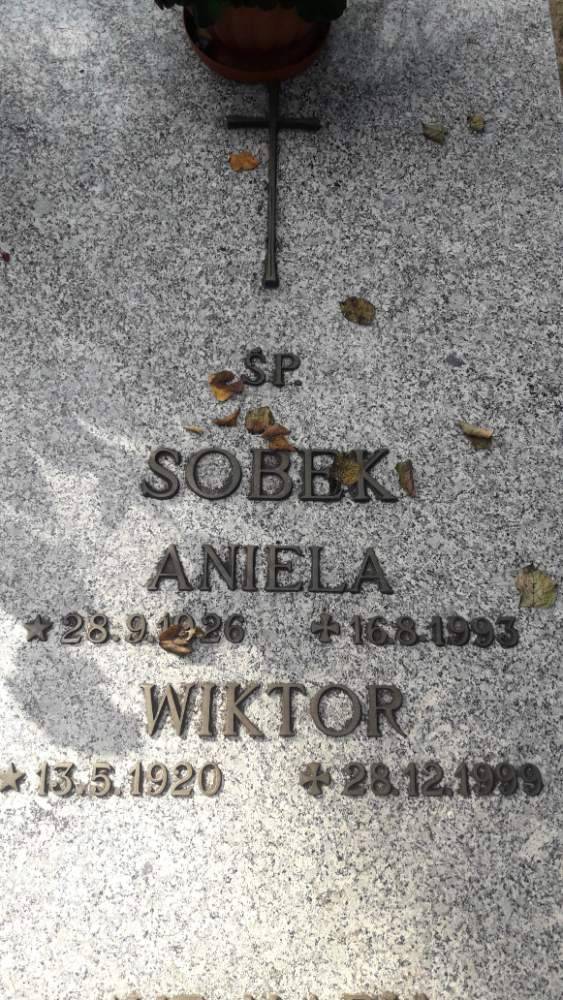 ŚP.
SOBEK
ANIELA
★ 28.9.1926 ✠ 16.8.1993
WIKTOR
★ 13.5.1920 ✠ 28.12.1999